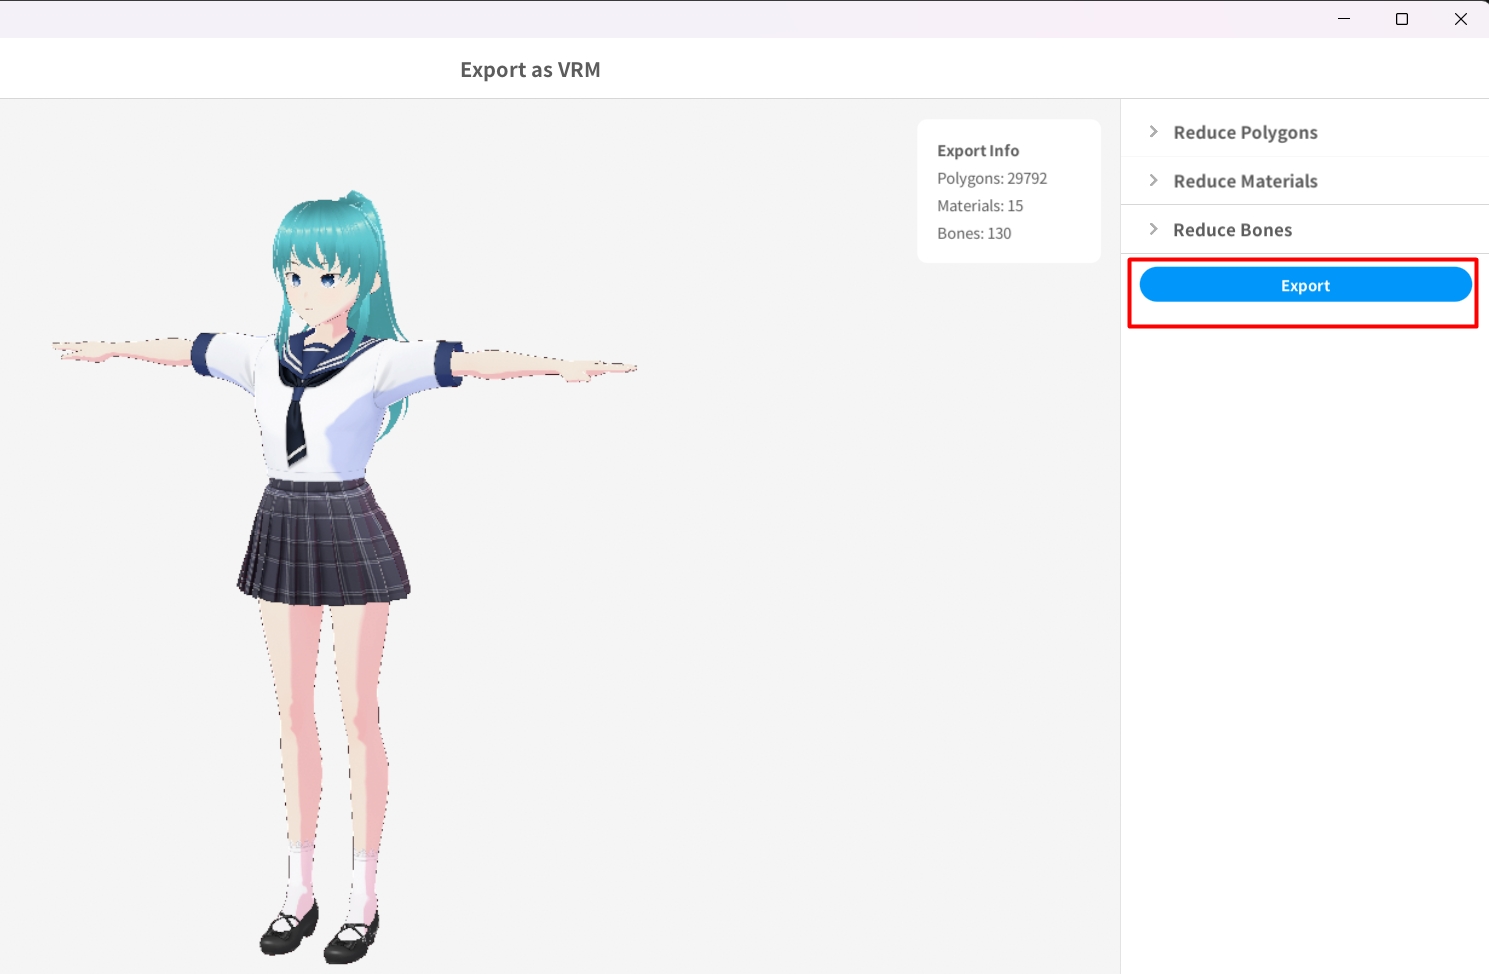 Export as VRM
Export Info
Polygons: 29792
Materials: 15
Bones: 130
Reduce Polygons
Reduce Materials
Reduce Bones
Export